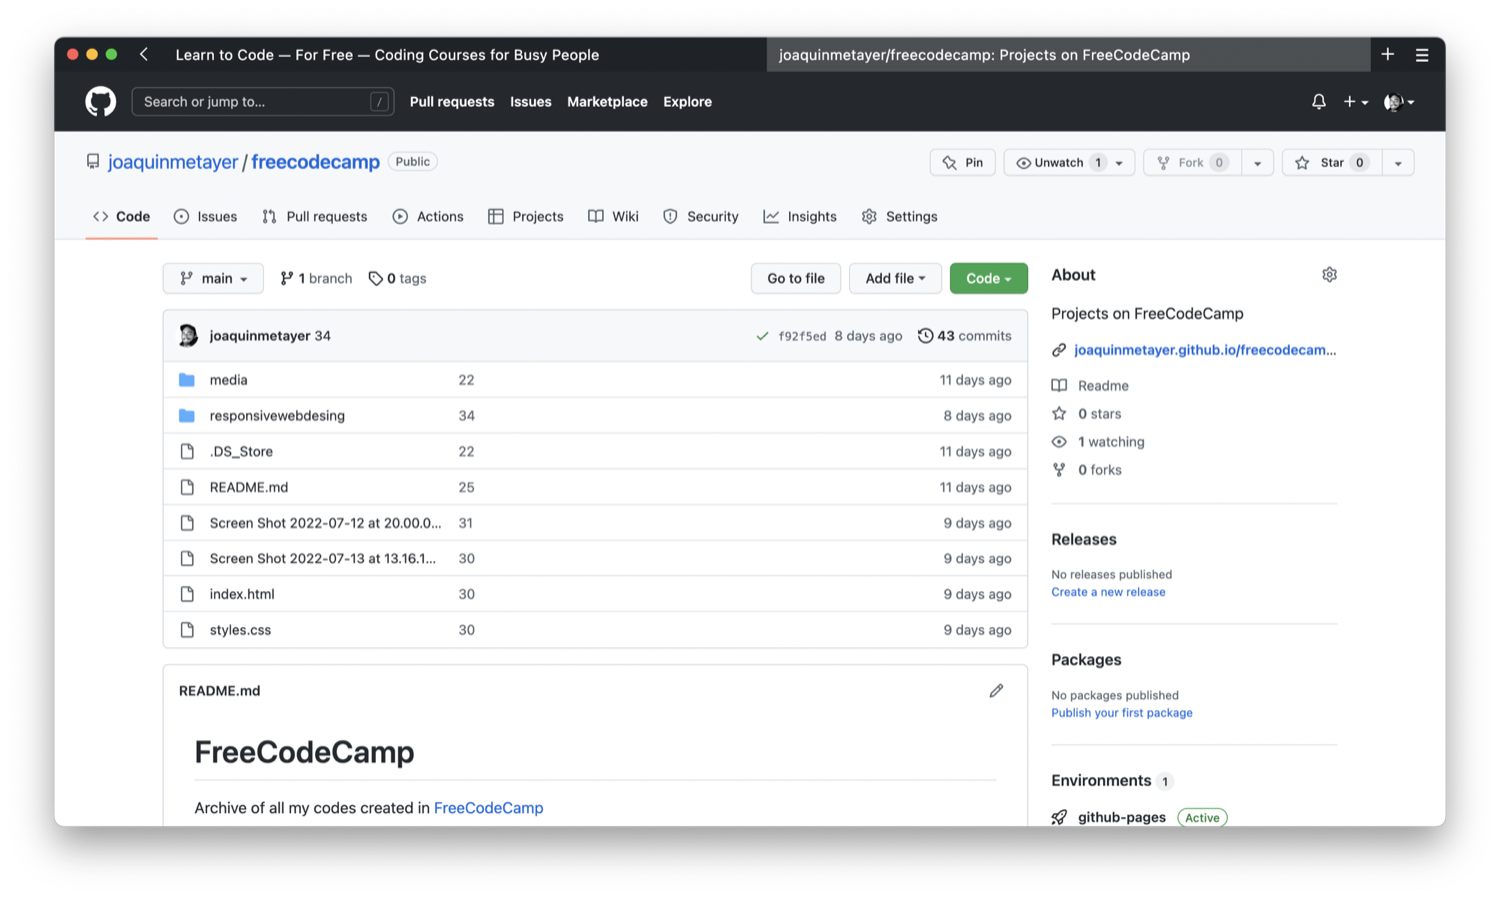 Learn to Code — For Free — Coding Courses for Busy People
joaquinmetayer/freecodecamp: Projects on FreeCodeCamp
Search or jump to... /
Pull requests Issues Marketplace Explore
joaquinmetayer / freecodecamp Public
Pin
Unwatch 1
Fork 0
Star 0
Code Issues Pull requests Actions Projects Wiki Security Insights Settings
main 1 branch 0 tags
Go to file Add file Code
joaquinmetayer 34 f92f5ed 8 days ago 43 commits
media 22 11 days ago
responsivewebdesing 34 8 days ago
.DS_Store 22 11 days ago
README.md 25 11 days ago
Screen Shot 2022-07-12 at 20.00.0... 31 9 days ago
Screen Shot 2022-07-13 at 13.16.1... 30 9 days ago
index.html 30 9 days ago
styles.css 30 9 days ago
README.md
FreeCodeCamp
Archive of all my codes created in FreeCodeCamp
About
Projects on FreeCodeCamp
joaquinmetayer.github.io/freecodecam...
Readme
0 stars
1 watching
0 forks
Releases
No releases published
Create a new release
Packages
No packages published
Publish your first package
Environments 1
github-pages Active